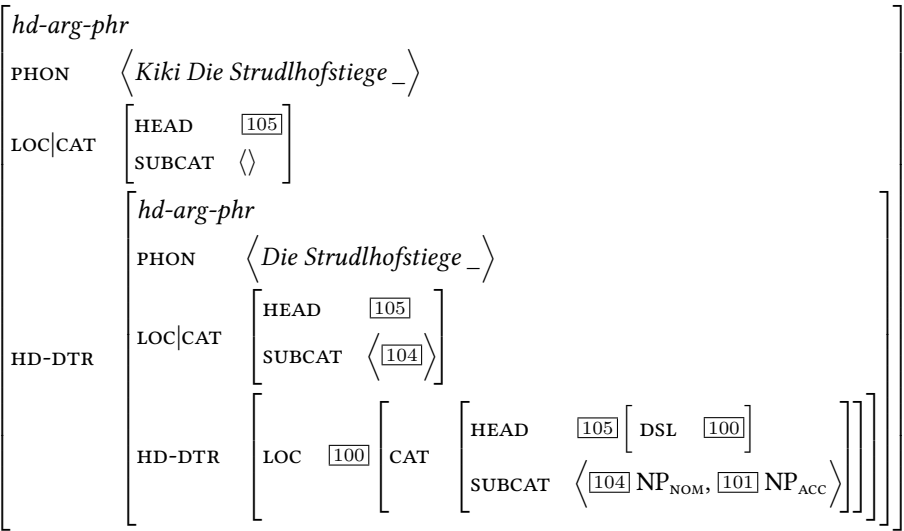 hd-arg-phr
PHON ⟨Kiki Die Strudlhofstiege _⟩
LOC|CAT [HEAD 105
SUBCAT ⟨⟩]
hd-arg-phr
PHON ⟨Die Strudlhofstiege _⟩
LOC|CAT [HEAD 105
SUBCAT ⟨104⟩]
HD-DTR
HD-DTR [LOC 100 [CAT [HEAD 105 [DSL 100]
SUBCAT ⟨104 NP_NOM, 101 NP_ACC⟩]]]